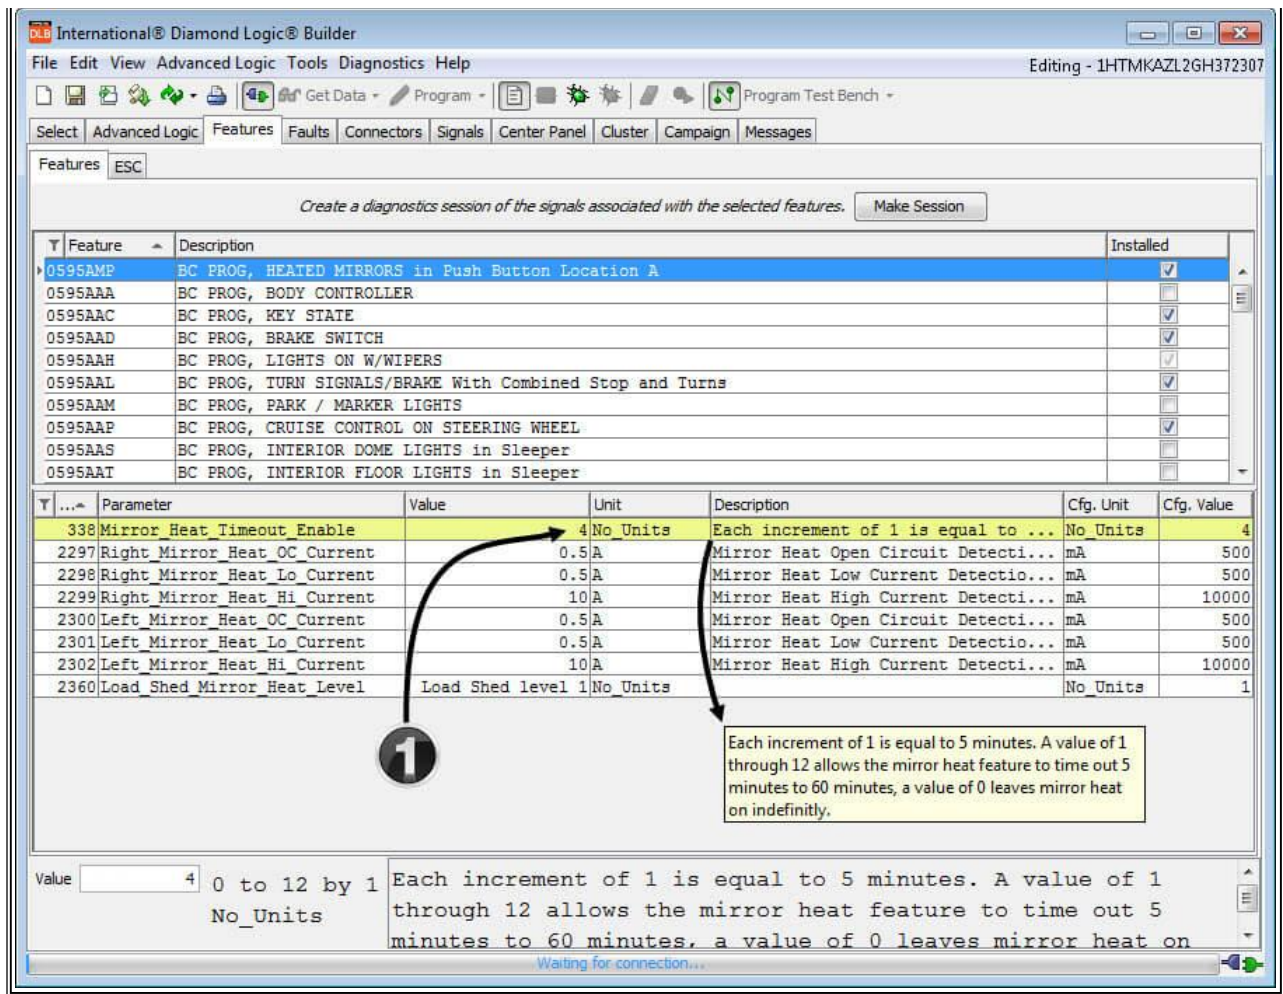 DLB International® Diamond Logic® Builder
File Edit View Advanced Logic Tools Diagnostics Help Editing - 1HTMKAZL2GH372307
Get Data Program Program Test Bench
Select Advanced Logic Features Faults Connectors Signals Center Panel Cluster Campaign Messages
Features ESC
Create a diagnostics session of the signals associated with the selected features. Make Session
Feature Description Installed
0595AMP BC PROG, HEATED MIRRORS in Push Button Location A
0595AAA BC PROG, BODY CONTROLLER
0595AAC BC PROG, KEY STATE
0595AAD BC PROG, BRAKE SWITCH
0595AAH BC PROG, LIGHTS ON W/WIPERS
0595AAL BC PROG, TURN SIGNALS/BRAKE With Combined Stop and Turns
0595AAM BC PROG, PARK / MARKER LIGHTS
0595AAP BC PROG, CRUISE CONTROL ON STEERING WHEEL
0595AAS BC PROG, INTERIOR DOME LIGHTS in Sleeper
0595AAT BC PROG, INTERIOR FLOOR LIGHTS in Sleeper
... Parameter Value Unit Description Cfg. Unit Cfg. Value
338 Mirror_Heat_Timeout_Enable 4 No_Units Each increment of 1 is equal to ... No_Units 4
2297 Right_Mirror_Heat_OC_Current 0.5 A Mirror Heat Open Circuit Detecti... mA 500
2298 Right_Mirror_Heat_Lo_Current 0.5 A Mirror Heat Low Current Detectio... mA 500
2299 Right_Mirror_Heat_Hi_Current 10 A Mirror Heat High Current Detecti... mA 10000
2300 Left_Mirror_Heat_OC_Current 0.5 A Mirror Heat Open Circuit Detecti... mA 500
2301 Left_Mirror_Heat_Lo_Current 0.5 A Mirror Heat Low Current Detectio... mA 500
2302 Left_Mirror_Heat_Hi_Current 10 A Mirror Heat High Current Detecti... mA 10000
2360 Load_Shed_Mirror_Heat_Level Load Shed level 1 No_Units No_Units 1
1
Each increment of 1 is equal to 5 minutes. A value of 1
through 12 allows the mirror heat feature to time out 5
minutes to 60 minutes, a value of 0 leaves mirror heat
on indefinitly.
Value 4 0 to 12 by 1
No_Units
Each increment of 1 is equal to 5 minutes. A value of 1
through 12 allows the mirror heat feature to time out 5
minutes to 60 minutes, a value of 0 leaves mirror heat on
Waiting for connection...